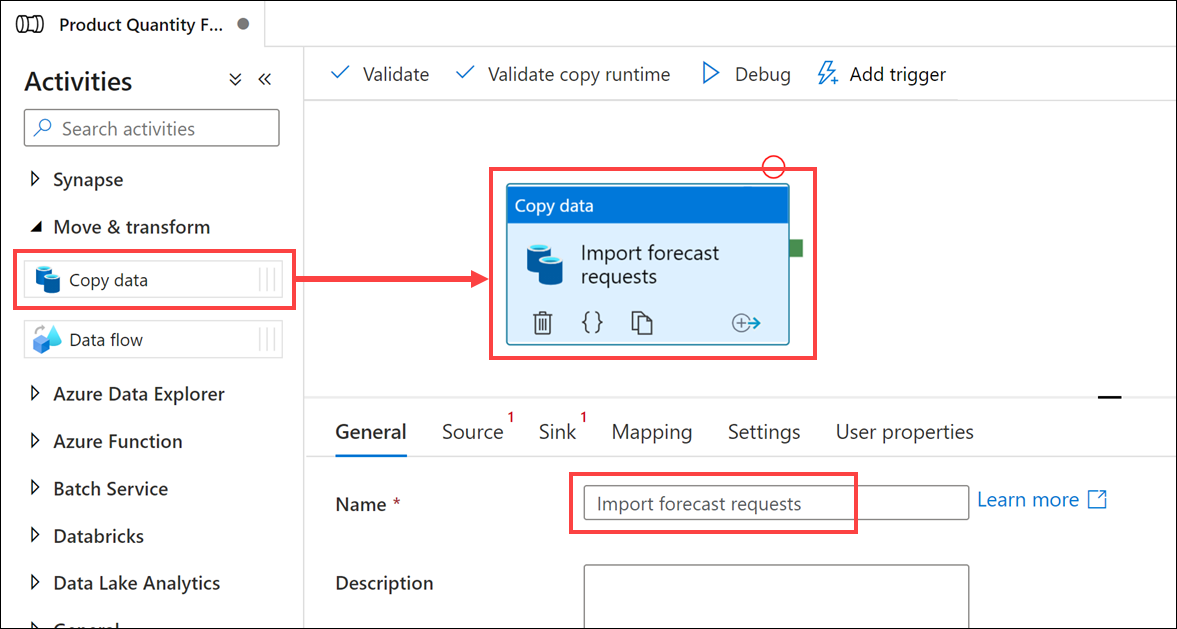 Product Quantity F...
Activities
Search activities
Synapse
Move & transform
Copy data
Data flow
Azure Data Explorer
Azure Function
Batch Service
Databricks
Data Lake Analytics
General
Validate
Validate copy runtime
Debug
Add trigger
Copy data
Import forecast
requests
{}
General
Source 1
Sink 1
Mapping
Settings
User properties
Name *
Import forecast requests
Learn more
Description